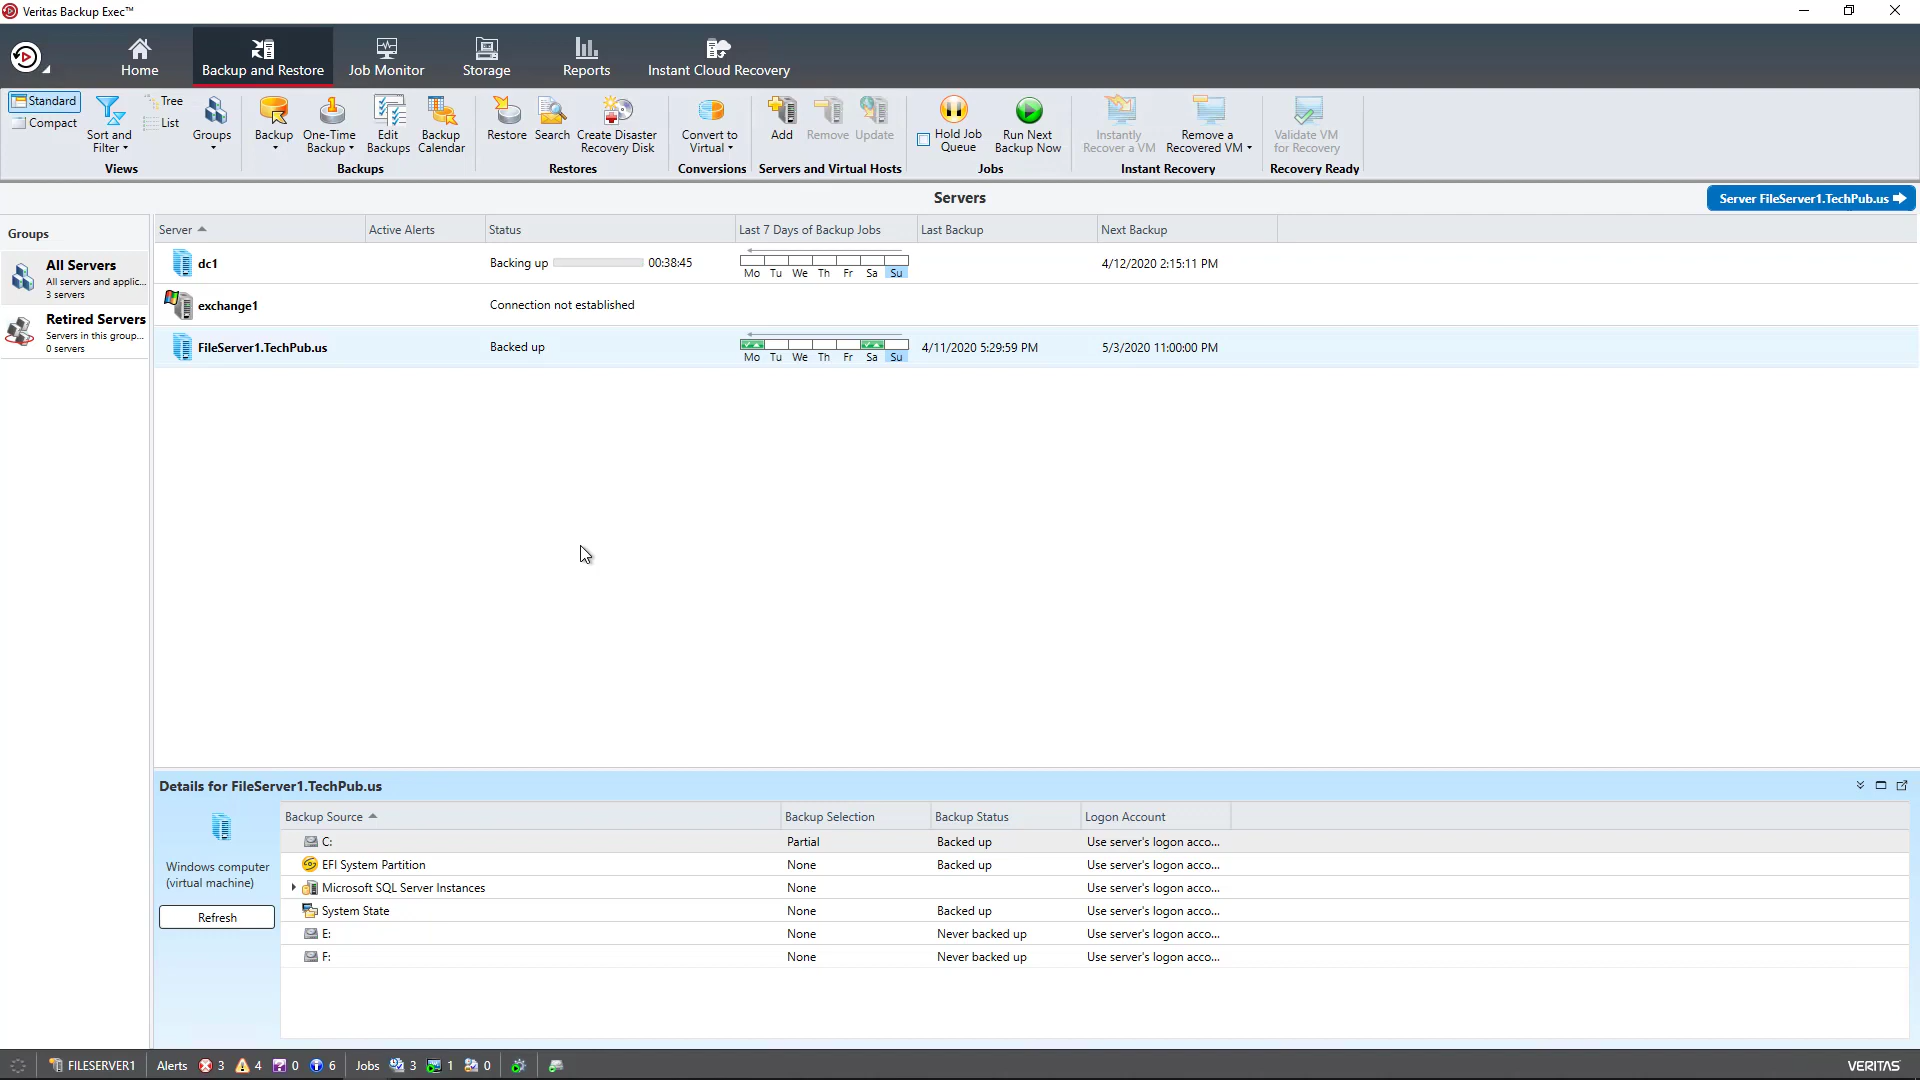 Veritas Backup Exec™
Home
Backup and Restore
Job Monitor
Storage
Reports
Instant Cloud Recovery
Standard
Compact
Sort and
Filter
Tree
List
Groups
Views
Backup
One-Time
Backup
Edit
Backups
Backup
Calendar
Backups
Restore
Search
Create Disaster
Recovery Disk
Restores
Convert to
Virtual
Conversions
Add
Remove
Update
Servers and Virtual Hosts
Hold Job
Queue
Run Next
Backup Now
Jobs
Instantly
Recover a VM
Remove a
Recovered VM
Instant Recovery
Validate VM
for Recovery
Recovery Ready
Servers
Server FileServer1.TechPub.us
Groups
All Servers
All servers and applic...
3 servers
Retired Servers
Servers in this group...
0 servers
Server Active Alerts Status Last 7 Days of Backup Jobs Last Backup Next Backup
dc1 Backing up 00:38:45 4/12/2020 2:15:11 PM
Mo Tu We Th Fr Sa Su
exchange1 Connection not established
FileServer1.TechPub.us Backed up 4/11/2020 5:29:59 PM 5/3/2020 11:00:00 PM
Mo Tu We Th Fr Sa Su
Details for FileServer1.TechPub.us
Windows computer
(virtual machine)
Refresh
Backup Source Backup Selection Backup Status Logon Account
C: Partial Backed up Use server's logon acco...
EFI System Partition None Backed up Use server's logon acco...
Microsoft SQL Server Instances None Use server's logon acco...
System State None Backed up Use server's logon acco...
E: None Never backed up Use server's logon acco...
F: None Never backed up Use server's logon acco...
FILESERVER1 Alerts 3 4 0 6 Jobs 3 1 0
VERITAS